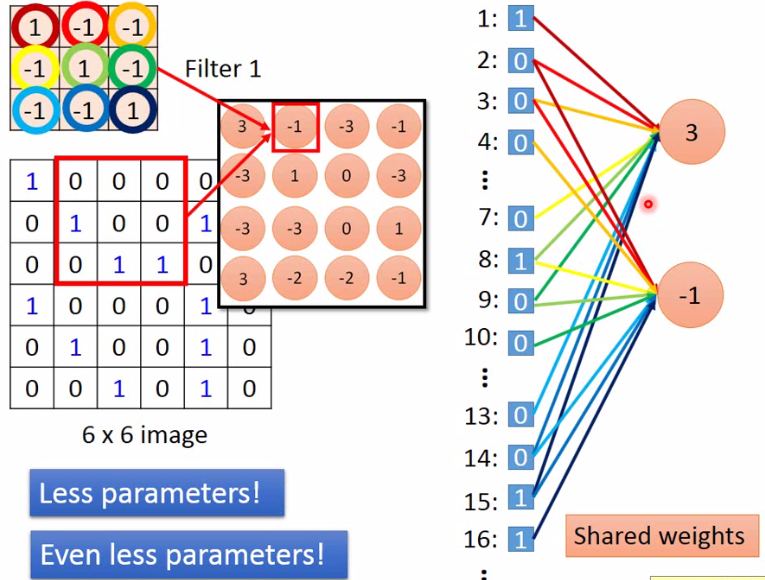 1 -1 -1
-1 1 -1
-1 -1 1
Filter 1
3 -1 -3 -1
-3 1 0 -3
-3 -3 0 1
3 -2 -2 -1
1 0 0 0 0
0 1 0 0 1
0 0 1 1 0
1 0 0 0 1 0
0 1 0 0 1 0
0 0 1 0 1 0
6 x 6 image
Less parameters!
Even less parameters!
1: 1
2: 0
3: 0
4: 0
⋮
7: 0
8: 1
9: 0
10: 0
⋮
13: 0
14: 0
15: 1
16: 1
⋮
3
-1
Shared weights